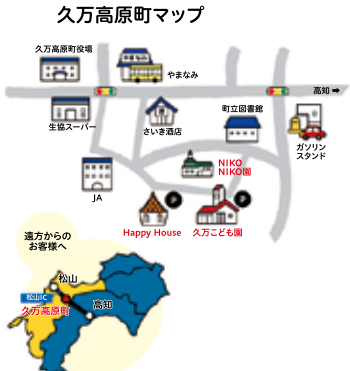 久万高原町マップ
久万高原町役場
やまなみ
高知 →
生協スーパー
さいき酒店
町立図書館
ガソリン
スタンド
NIKO
NIKO園
JA
P
P
Happy House
久万こども園
遠方からの
お客様へ
松山
松山IC
久万高原町
高知